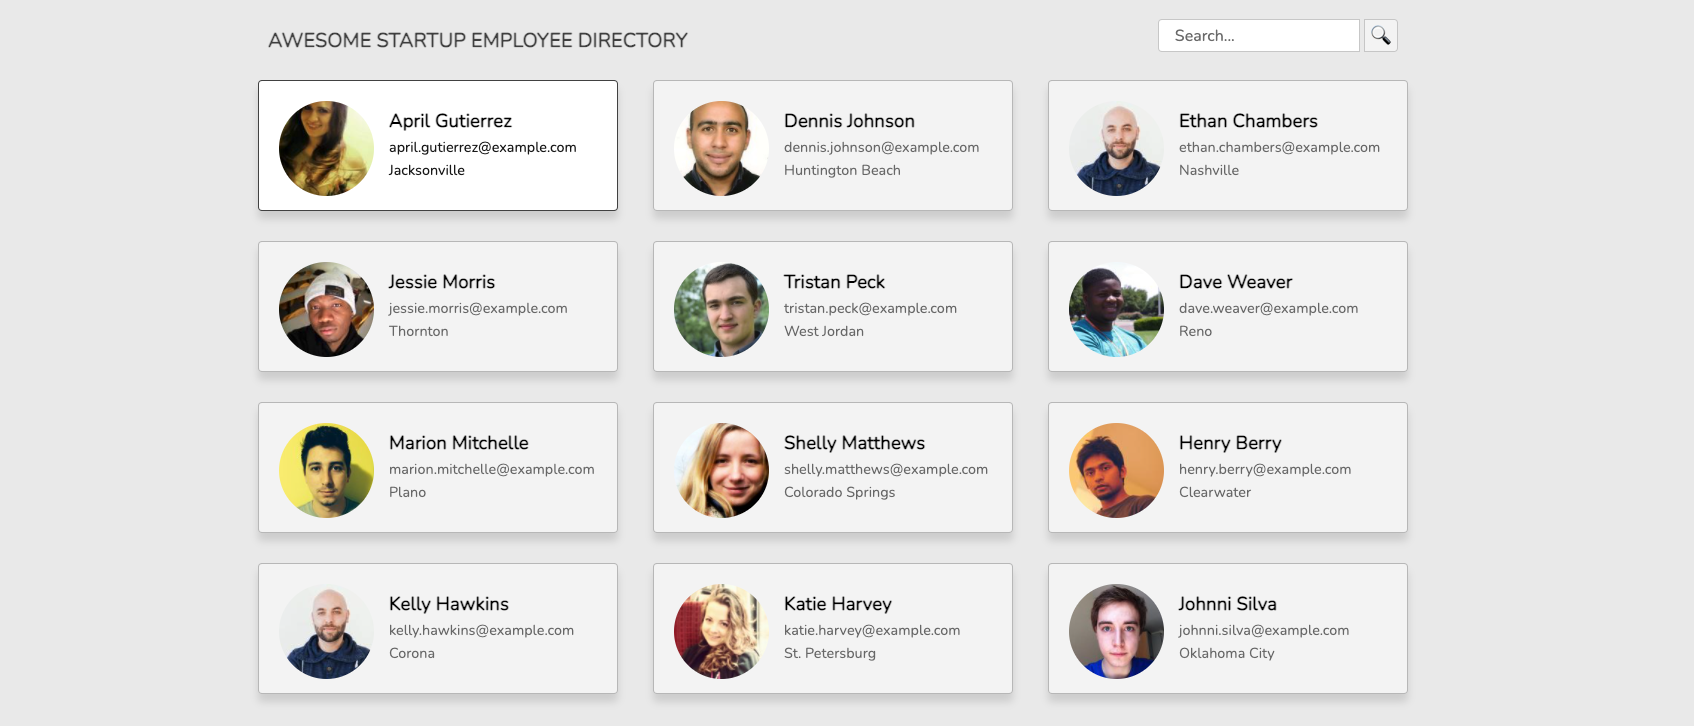 AWESOME STARTUP EMPLOYEE DIRECTORY
Search...
April Gutierrez
april.gutierrez@example.com
Jacksonville
Dennis Johnson
dennis.johnson@example.com
Huntington Beach
Ethan Chambers
ethan.chambers@example.com
Nashville
Jessie Morris
jessie.morris@example.com
Thornton
Tristan Peck
tristan.peck@example.com
West Jordan
Dave Weaver
dave.weaver@example.com
Reno
Marion Mitchelle
marion.mitchelle@example.com
Plano
Shelly Matthews
shelly.matthews@example.com
Colorado Springs
Henry Berry
henry.berry@example.com
Clearwater
Kelly Hawkins
kelly.hawkins@example.com
Corona
Katie Harvey
katie.harvey@example.com
St. Petersburg
Johnni Silva
johnni.silva@example.com
Oklahoma City